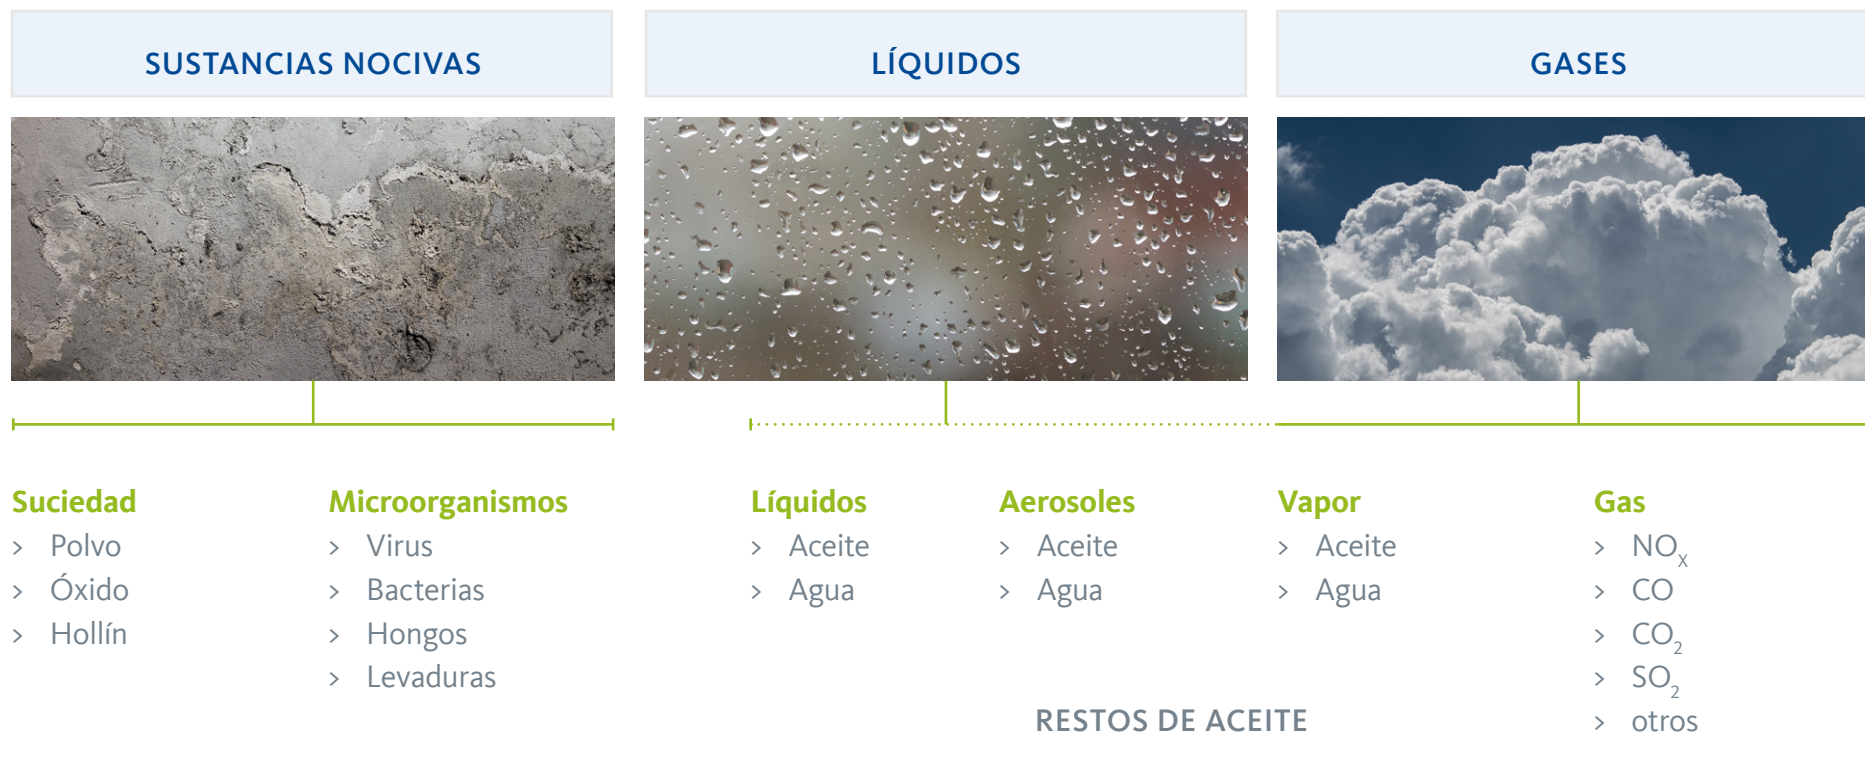 SUSTANCIAS NOCIVAS
LÍQUIDOS
GASES
Suciedad
> Polvo
> Óxido
> Hollín
Microorganismos
> Virus
> Bacterias
> Hongos
> Levaduras
Líquidos
> Aceite
> Agua
Aerosoles
> Aceite
> Agua
Vapor
> Aceite
> Agua
Gas
> NOₓ
> CO
> CO₂
> SO₂
> otros
RESTOS DE ACEITE